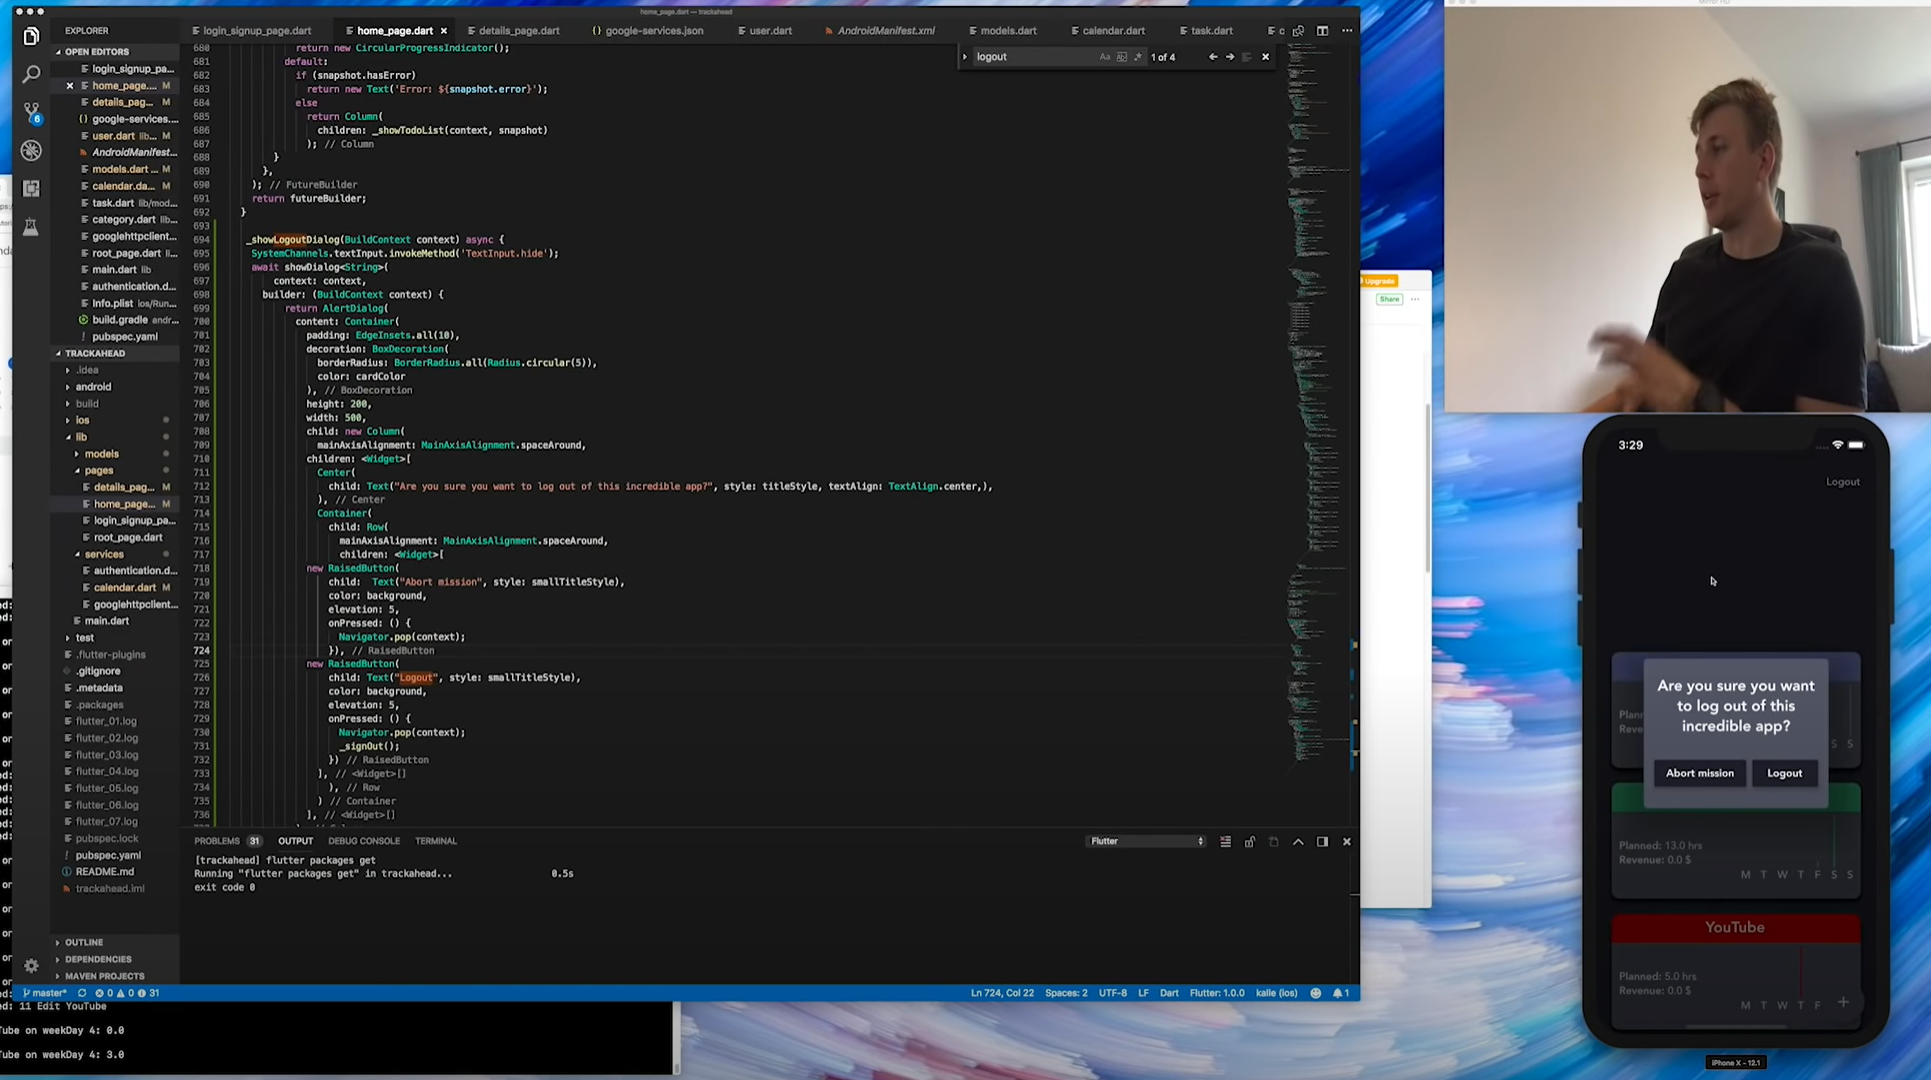 home_page.dart — trackahead
EXPLORER
login_signup_page.dart
home_page.dart
details_page.dart
{} google-services.json
user.dart
AndroidManifest.xml
models.dart
calendar.dart
task.dart
OPEN EDITORS
login_signup_pa...
home_page.... M
details_pag... M
{} google-services....
user.dart lib... M
AndroidManifest...
models.dart ... M
calendar.da... M
task.dart lib/mod...
category.dart lib...
googlehttpclient...
root_page.dart lib...
main.dart lib
authentication.d...
Info.plist ios/Run...
build.gradle andr...
pubspec.yaml
TRACKAHEAD
.idea
android
build
ios
lib
models
pages
details_pag... M
home_page... M
login_signup_pa...
root_page.dart
services
authentication.d...
calendar.dart M
googlehttpclient...
main.dart
test
.flutter-plugins
.gitignore
.metadata
.packages
flutter_01.log
flutter_02.log
flutter_03.log
flutter_04.log
flutter_05.log
flutter_06.log
flutter_07.log
pubspec.lock
! pubspec.yaml
README.md
trackahead.iml
OUTLINE
DEPENDENCIES
MAVEN PROJECTS
logout
Aa
1 of 4
680 return new CircularProgressIndicator();
681 default:
682 if (snapshot.hasError)
683 return new Text('Error: ${snapshot.error}');
684 else
685 return Column(
686 children: _showTodoList(context, snapshot)
687 ); // Column
688 }
689 },
690 ); // FutureBuilder
691 return futureBuilder;
692 }
693
694 _showLogoutDialog(BuildContext context) async {
695 SystemChannels.textInput.invokeMethod('TextInput.hide');
696 await showDialog<String>(
697 context: context,
698 builder: (BuildContext context) {
699 return AlertDialog(
700 content: Container(
701 padding: EdgeInsets.all(10),
702 decoration: BoxDecoration(
703 borderRadius: BorderRadius.all(Radius.circular(5)),
704 color: cardColor
705 ), // BoxDecoration
706 height: 200,
707 width: 500,
708 child: new Column(
709 mainAxisAlignment: MainAxisAlignment.spaceAround,
710 children: <Widget>[
711 Center(
712 child: Text("Are you sure you want to log out of this incredible app?", style: titleStyle, textAlign: TextAlign.center,),
713 ), // Center
714 Container(
715 child: Row(
716 mainAxisAlignment: MainAxisAlignment.spaceAround,
717 children: <Widget>[
718 new RaisedButton(
719 child: Text("Abort mission", style: smallTitleStyle),
720 color: background,
721 elevation: 5,
722 onPressed: () {
723 Navigator.pop(context);
724 }), // RaisedButton
725 new RaisedButton(
726 child: Text("Logout", style: smallTitleStyle),
727 color: background,
728 elevation: 5,
729 onPressed: () {
730 Navigator.pop(context);
731 _signOut();
732 }) // RaisedButton
733 ], // <Widget>[]
734 ), // Row
735 ) // Container
736 ], // <Widget>[]
PROBLEMS 31 OUTPUT DEBUG CONSOLE TERMINAL
Flutter
[trackahead] flutter packages get
Running "flutter packages get" in trackahead... 0.5s
exit code 0
master* 0 0 31
Ln 724, Col 22 Spaces: 2 UTF-8 LF Dart Flutter: 1.0.0 kalle (ios) 1
ed: 11 Edit YouTube
Tube on weekDay 4: 0.0
Tube on weekDay 4: 3.0
Upgrade
Share
3:29
Logout
Are you sure you want
to log out of this
incredible app?
Abort mission
Logout
Planned: 13.0 hrs
Revenue: 0.0 $
M T W T F S S
YouTube
Planned: 5.0 hrs
Revenue: 0.0 $
M T W T F
+
iPhone X - 12.1